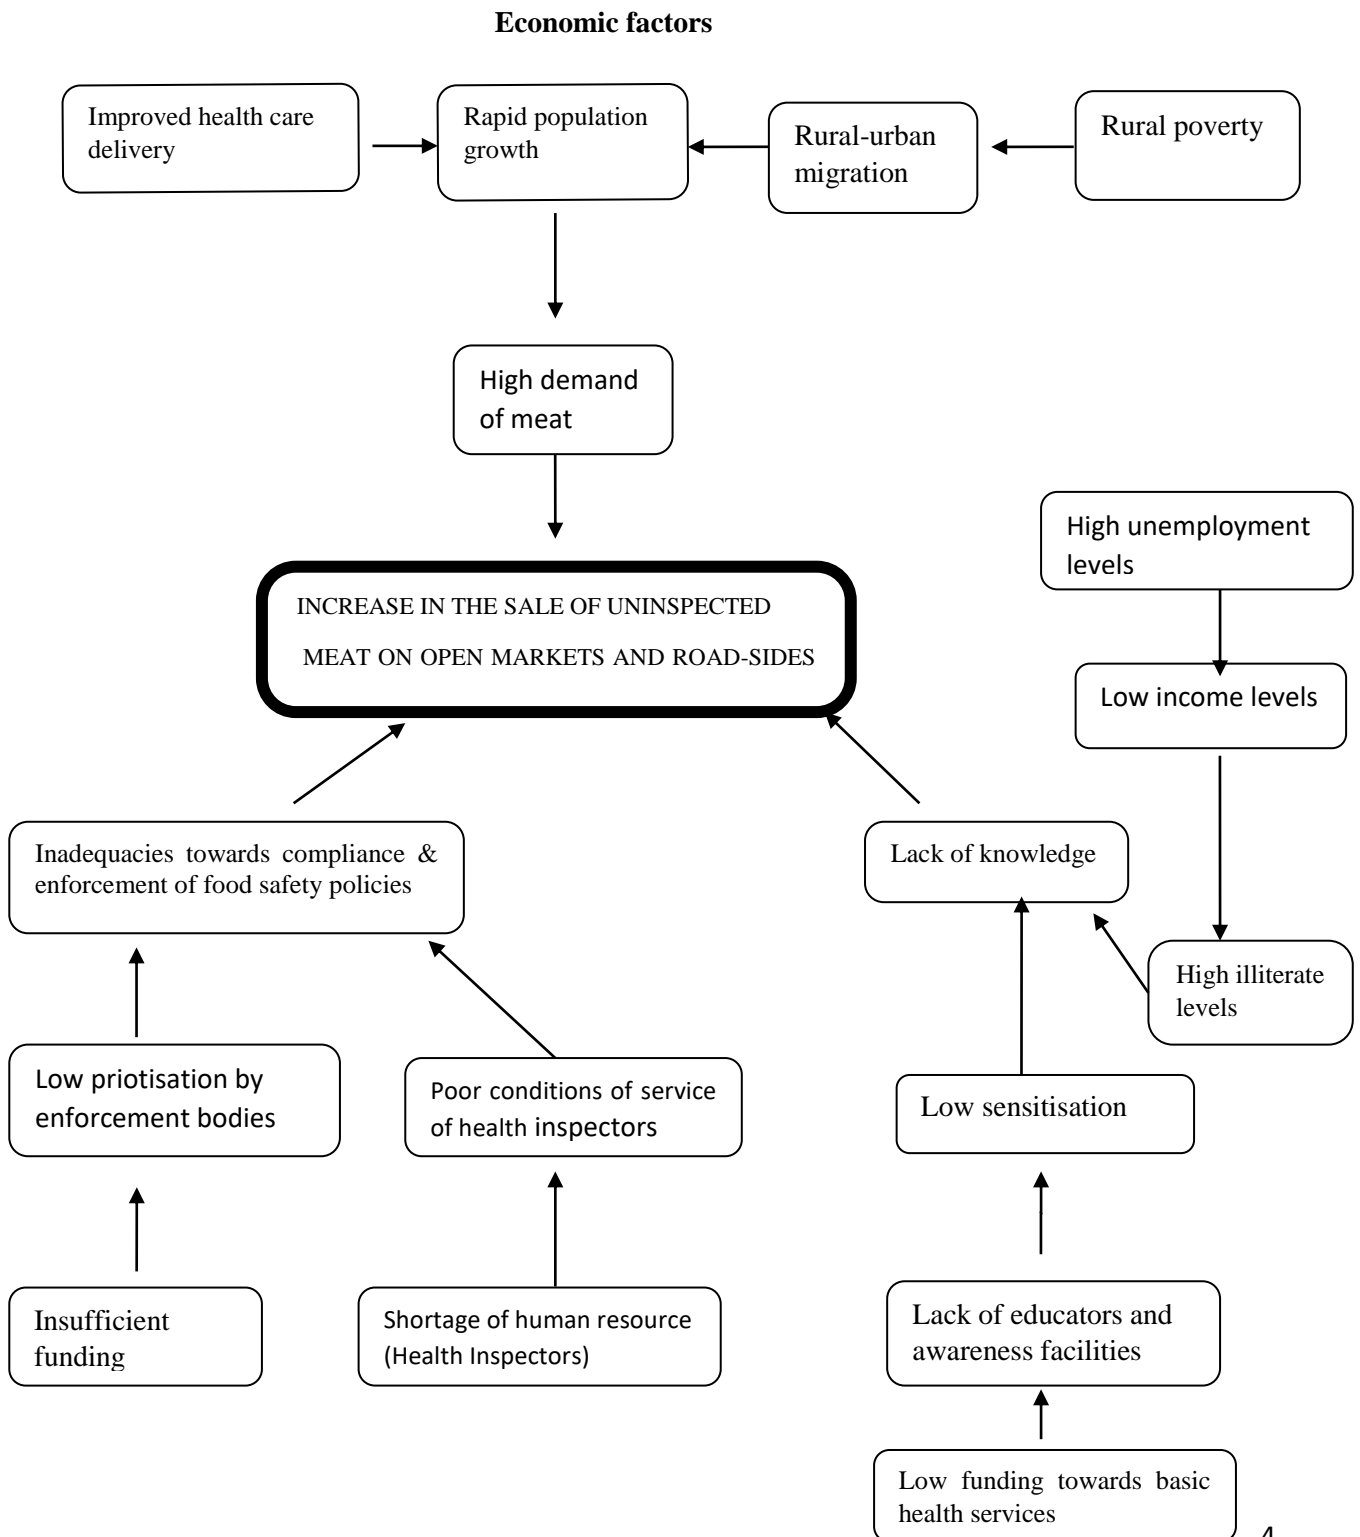 Economic factors
Improved health care
delivery
Rapid population
growth
Rural-urban
migration
Rural poverty
High demand
of meat
High unemployment
levels
INCREASE IN THE SALE OF UNINSPECTED
MEAT ON OPEN MARKETS AND ROAD-SIDES
Low income levels
Inadequacies towards compliance &
enforcement of food safety policies
Lack of knowledge
High illiterate
levels
Low priotisation by
enforcement bodies
Poor conditions of service
of health inspectors
Low sensitisation
Insufficient
funding
Shortage of human resource
(Health Inspectors)
Lack of educators and
awareness facilities
Low funding towards basic
health services